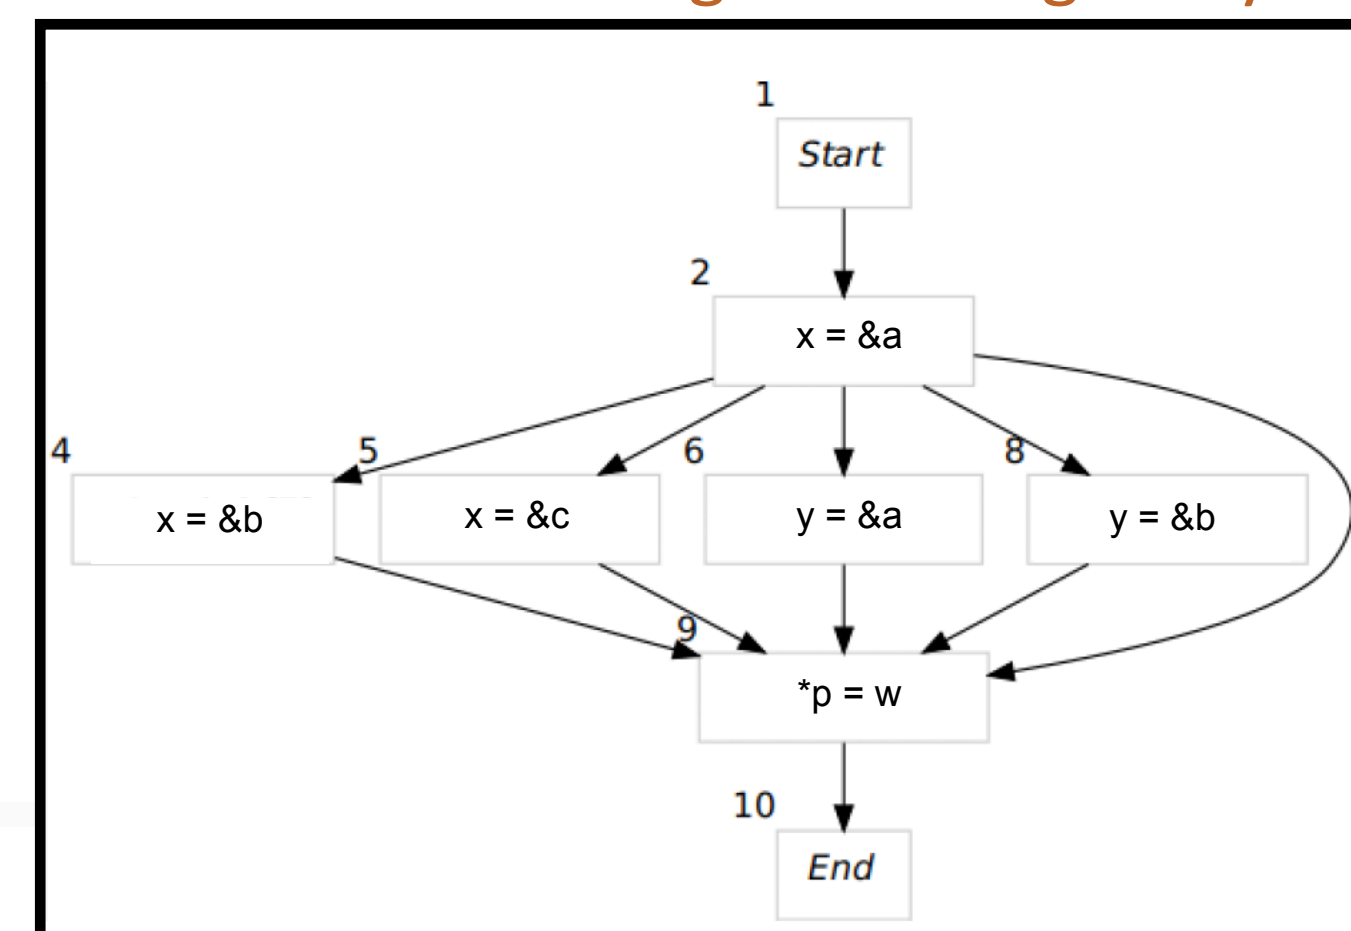 1
Start
2
x = &a
4
5
6
8
x = &b
x = &c
y = &a
y = &b
9
*p = w
10
End